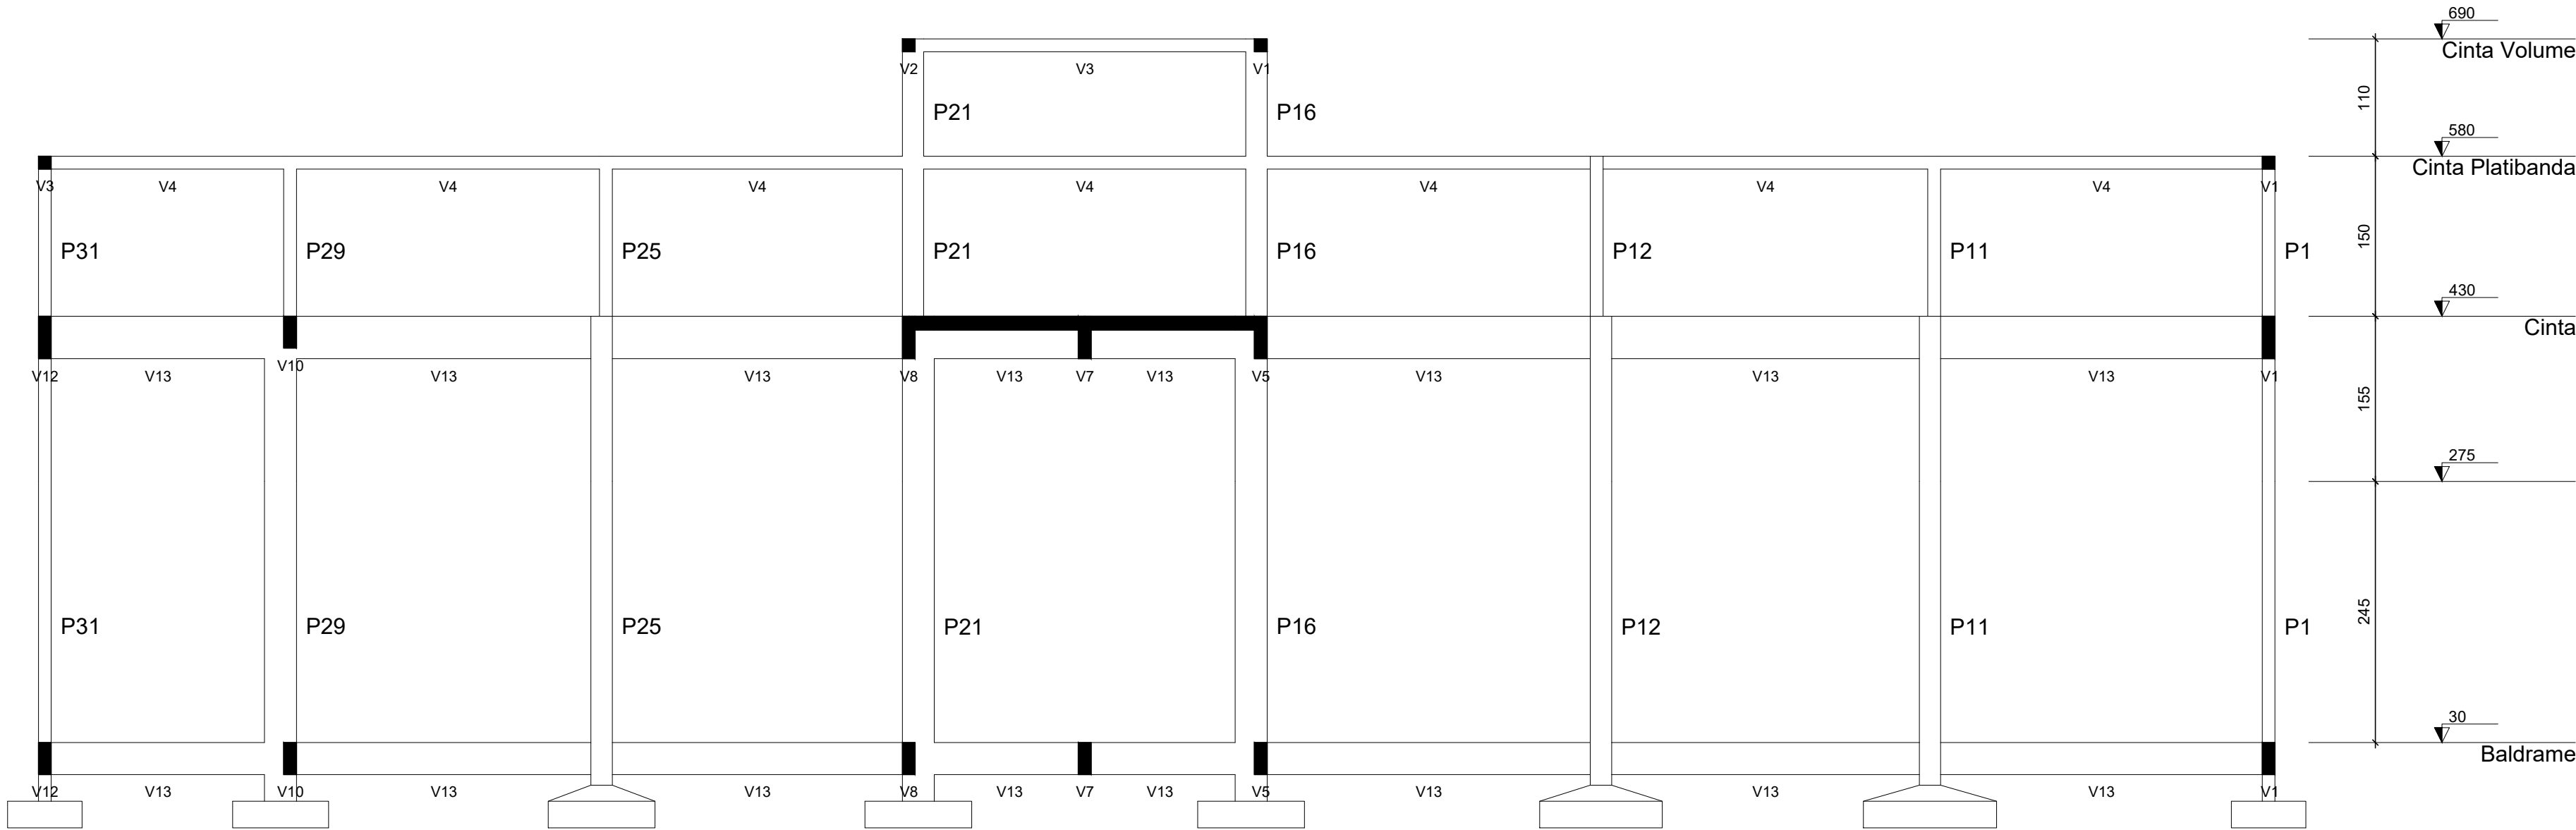 690
Cinta Volume
V2 V3 V1
P21 P16
110
580
Cinta Platibanda
V3 V4 V4 V4 V4 V4 V4 V4 V1
P31 P29 P25 P21 P16 P12 P11 P1
150
430
Cinta
V10
V12 V13 V13 V13 V8 V13 V7 V13 V5 V13 V13 V13 V1
155
275
P31 P29 P25 P21 P16 P12 P11 P1
245
30
Baldrame
V12 V13 V10 V13 V13 V8 V13 V7 V13 V5 V13 V13 V13 V1